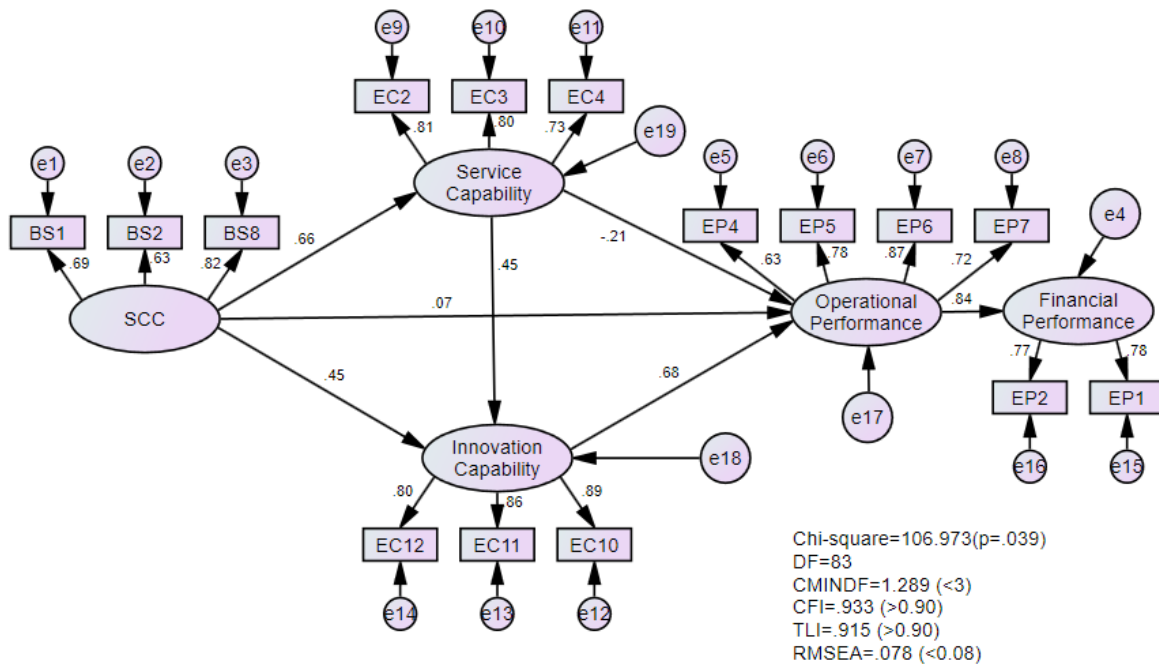 e9
e10
e11
EC2
EC3
EC4
.81
.80
.73
e19
e1
e2
e3
Service
Capability
e5
e6
e7
e8
BS1
BS2
BS8
EP4
EP5
EP6
EP7
e4
.69
.63
.82
.66
-.21
.63
.78
.87
.72
.45
SCC
.07
Operational
Performance
.84
Financial
Performance
.77
.78
.45
.68
EP2
EP1
e17
Innovation
Capability
e18
e16
e15
.80
.86
.89
EC12
EC11
EC10
e14
e13
e12
Chi-square=106.973(p=.039)
DF=83
CMINDF=1.289 (<3)
CFI=.933 (>0.90)
TLI=.915 (>0.90)
RMSEA=.078 (<0.08)